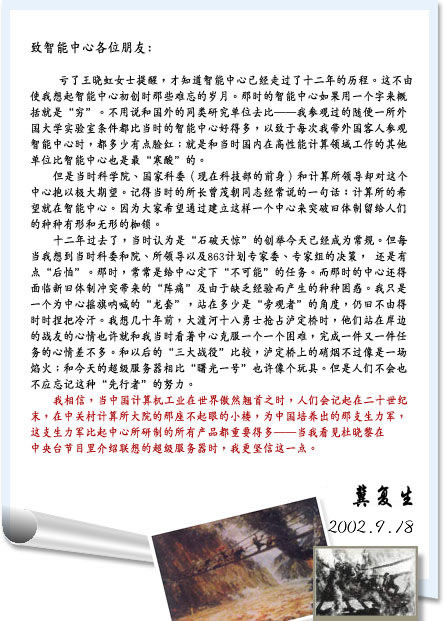 致智能中心各位朋友:
亏了王晓虹女士提醒,才知道智能中心已经走过了十二年的历程。这不由
使我想起智能中心初创时那些难忘的岁月。那时的智能中心如果用一个字来概
括就是“穷”。不用说和国外的同类研究单位去比——我参观过的随便一所外
国大学实验室条件都比当时的智能中心好得多,以致于每次我带外国客人参观
智能中心时,都多少有点脸红;就是和当时国内在高性能计算领域工作的其他
单位比智能中心也是最“寒酸”的。
但是当时科学院、国家科委(现在科技部的前身)和计算所领导却对这个
中心抱以极大期望。记得当时的所长曾茂朝同志经常说的一句话:计算所的希
望就在智能中心。因为大家希望通过建立这样一个中心来突破旧体制留给人们
的种种有形和无形的枷锁。
十二年过去了,当时认为是“石破天惊”的创举今天已经成为常规。但每
当我想到当时科委和院、所领导以及863计划专家委、专家组的决策, 还是有
点“后怕”。那时,常常是给中心定下“不可能”的任务。而那时的中心还得
面临新旧体制冲突带来的“阵痛”及由于缺乏经验而产生的种种困惑。我只是
一个为中心摇旗呐喊的“龙套”,站在多少是“旁观者”的角度,仍旧不由得
时时捏把冷汗。我想几十年前,大渡河十八勇士抢占泸定桥时,他们站在岸边
的战友的心情也许就和我当时看著中心克服一个一个困难,完成一件又一件任
务的心情差不多。和以后的“三大战役”比较,泸定桥上的硝烟不过像是一场
焰火;和今天的超级服务器相比“曙光一号”也许像个玩具。但是人们不会也
不应忘记这种“先行者”的努力。
我相信,当中国计算机工业在世界傲然翘首之时,人们会记起在二十世纪
末,在中关村计算所大院的那座不起眼的小楼,为中国培养出的那支生力军,
这支生力军比起中心所研制的所有产品都重要得多——当我看见杜晓黎在
中央台节目里介绍联想的超级服务器时,我更坚信这一点。
冀复生
2002.9.18